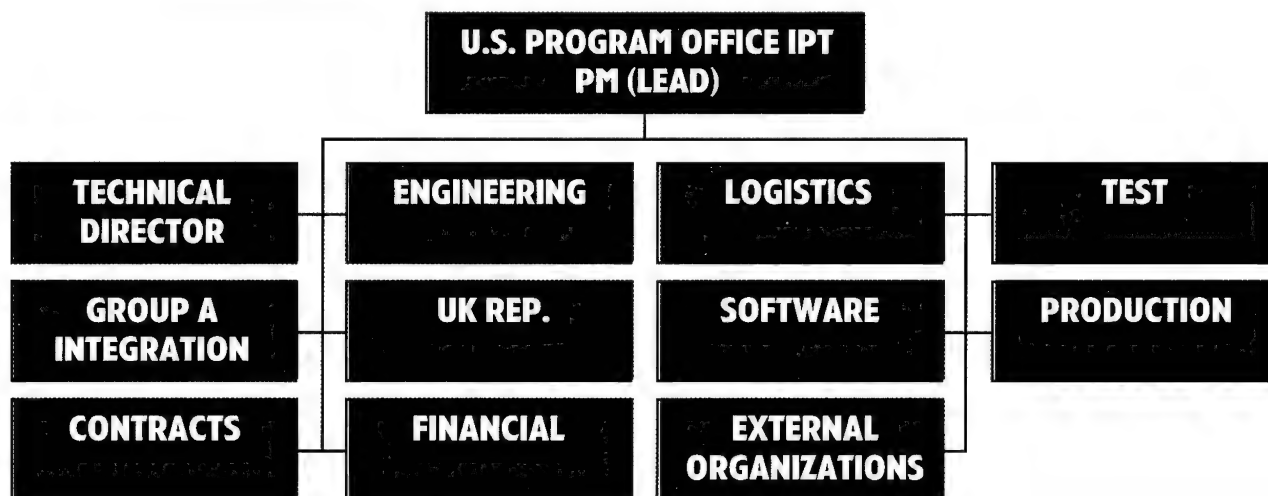 U.S. PROGRAM OFFICE IPT
PM (LEAD)
TECHNICAL
DIRECTOR
ENGINEERING
LOGISTICS
TEST
GROUP A
INTEGRATION
UK REP.
SOFTWARE
PRODUCTION
CONTRACTS
FINANCIAL
EXTERNAL
ORGANIZATIONS